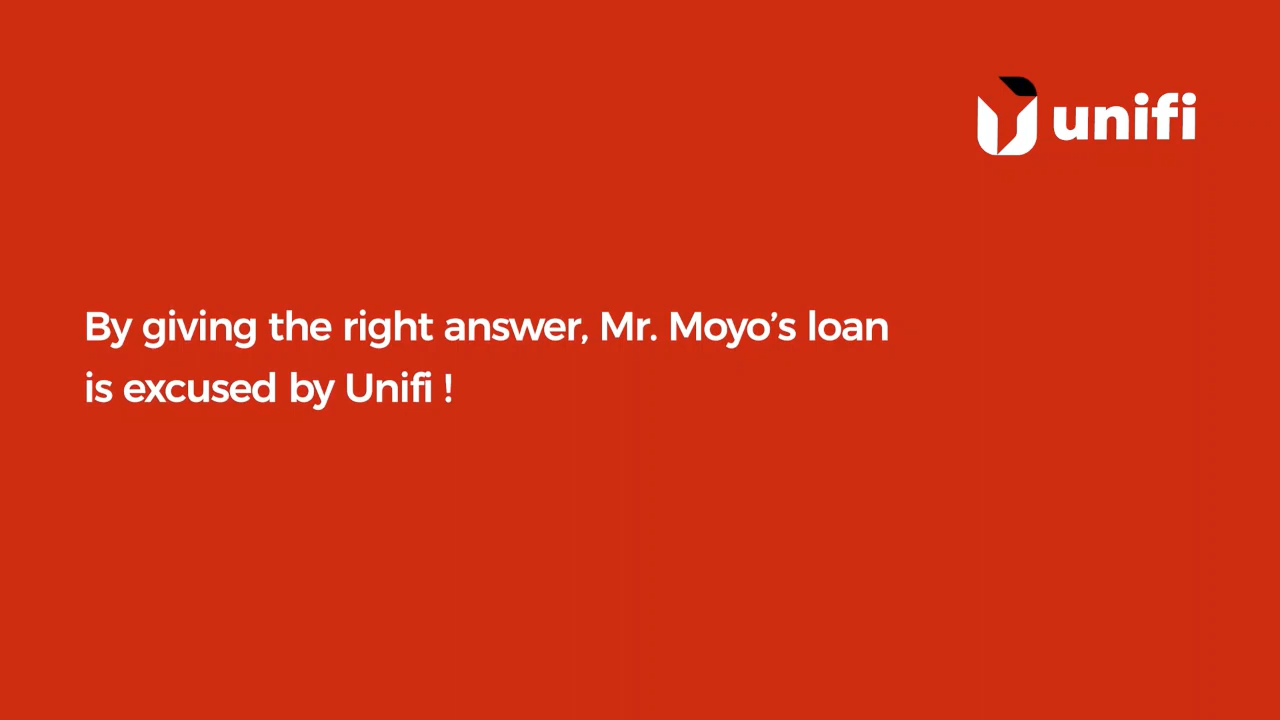 unifi
By giving the right answer, Mr. Moyo’s loan
is excused by Unifi !